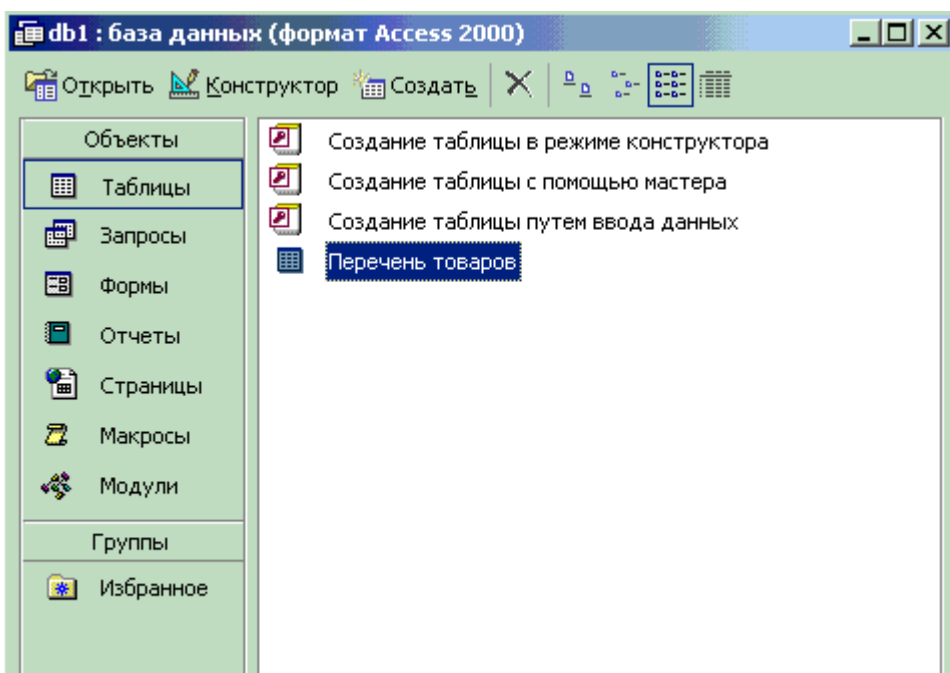 db1 : база данных (формат Access 2000)
Открыть Конструктор Создать
Объекты
Таблицы
Запросы
Формы
Отчеты
Страницы
Макросы
Модули
Группы
Избранное
Создание таблицы в режиме конструктора
Создание таблицы с помощью мастера
Создание таблицы путем ввода данных
Перечень товаров